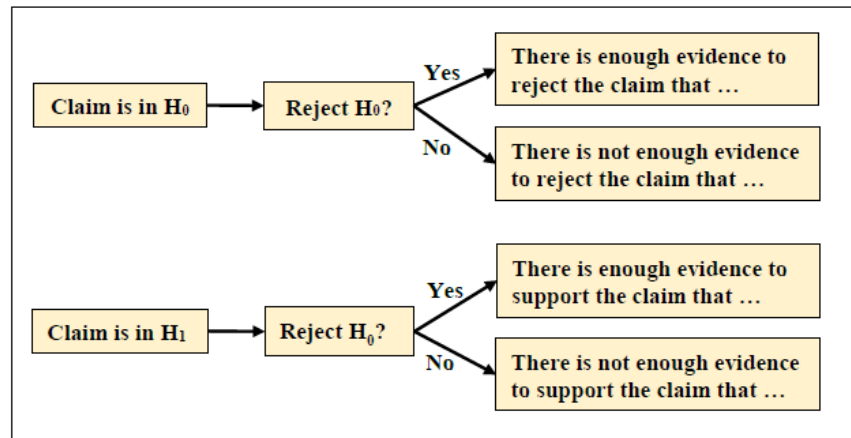 Claim is in H₀
Reject H₀?
Yes
No
There is enough evidence to
reject the claim that …
There is not enough evidence
to reject the claim that …
Claim is in H₁
Reject H₀?
Yes
No
There is enough evidence to
support the claim that …
There is not enough evidence
to support the claim that …